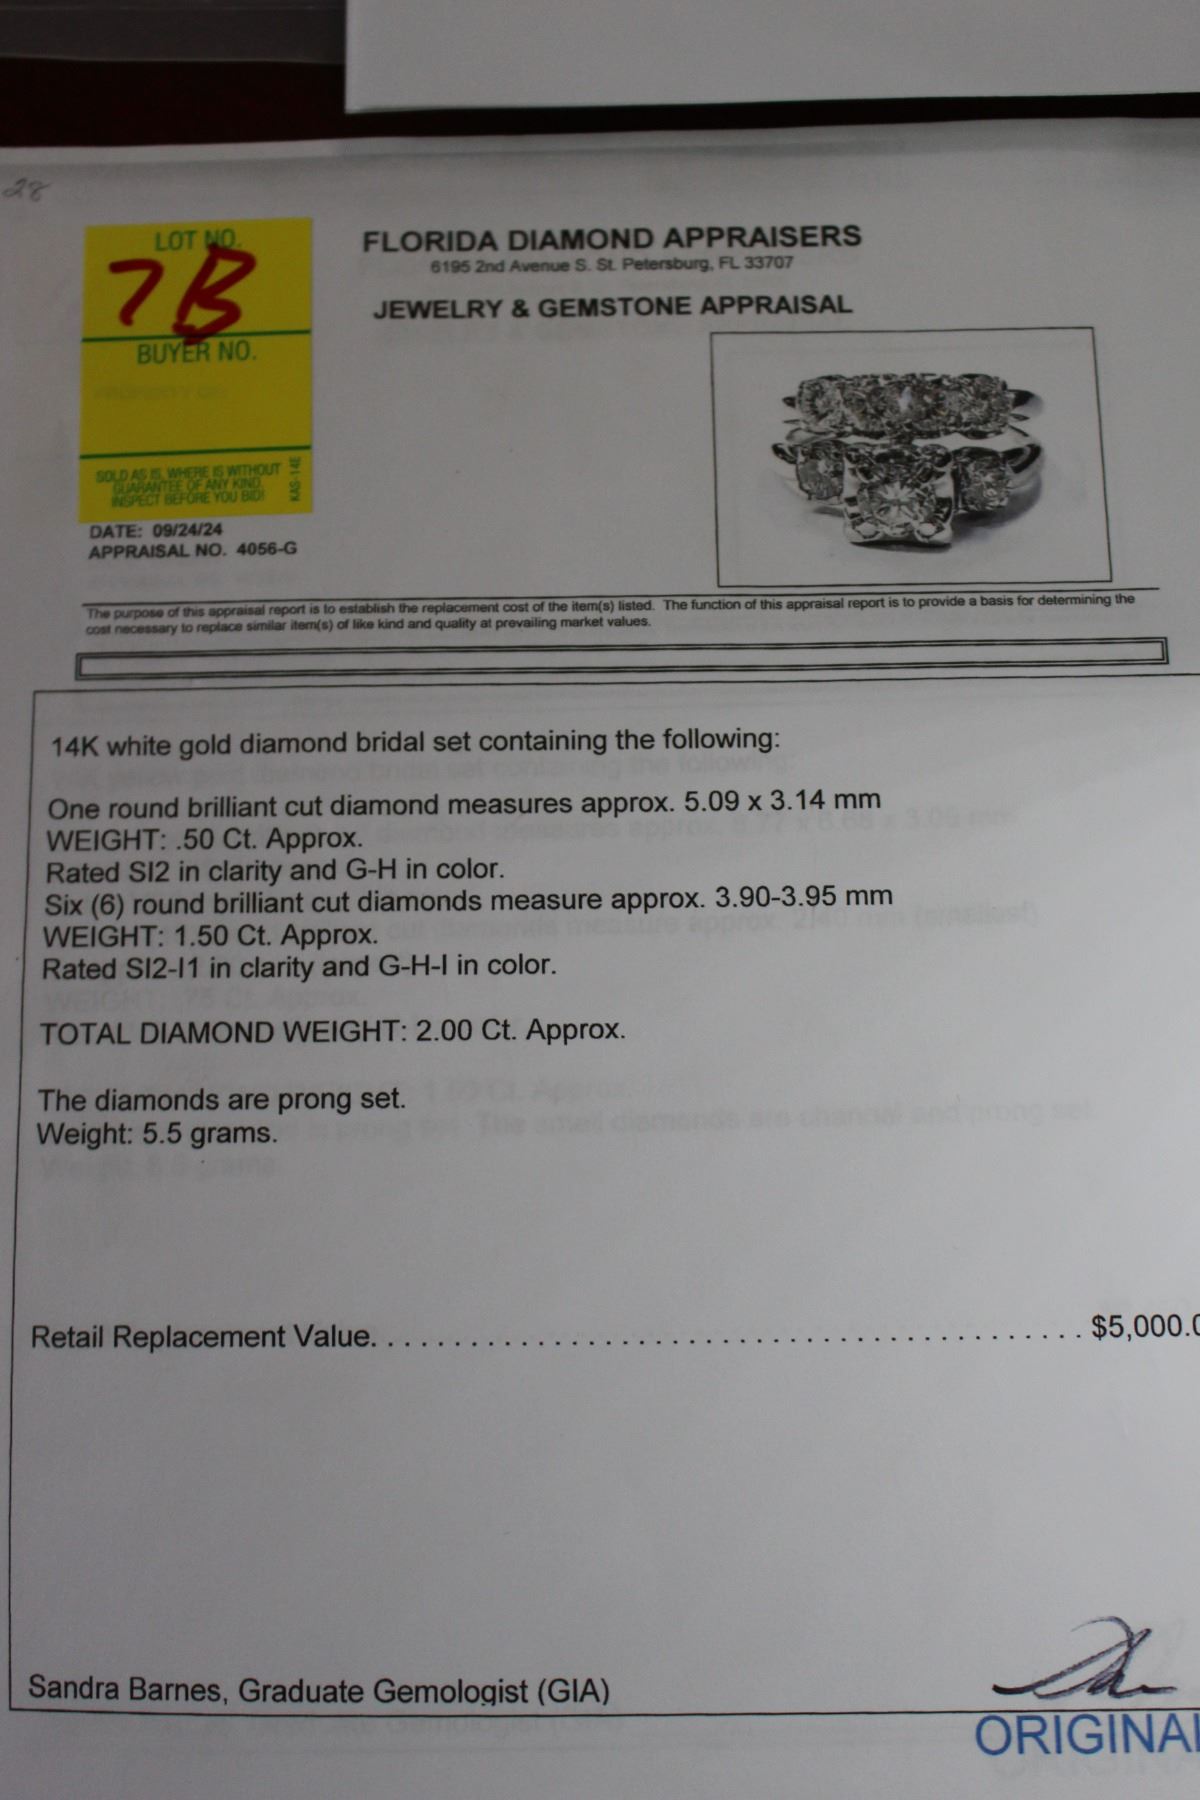 28
LOT NO.
7B
BUYER NO.
SOLD AS IS, WHERE IS WITHOUT
GUARANTEE OF ANY KIND.
INSPECT BEFORE YOU BID!
KAS-14E
FLORIDA DIAMOND APPRAISERS
6195 2nd Avenue S. St. Petersburg, FL 33707
JEWELRY & GEMSTONE APPRAISAL
DATE: 09/24/24
APPRAISAL NO. 4056-G
The purpose of this appraisal report is to establish the replacement cost of the item(s) listed. The function of this appraisal report is to provide a basis for determining the
cost necessary to replace similar item(s) of like kind and quality at prevailing market values.
14K white gold diamond bridal set containing the following:
One round brilliant cut diamond measures approx. 5.09 x 3.14 mm
WEIGHT: .50 Ct. Approx.
Rated SI2 in clarity and G-H in color.
Six (6) round brilliant cut diamonds measure approx. 3.90-3.95 mm
WEIGHT: 1.50 Ct. Approx.
Rated SI2-I1 in clarity and G-H-I in color.
TOTAL DIAMOND WEIGHT: 2.00 Ct. Approx.
The diamonds are prong set.
Weight: 5.5 grams.
Retail Replacement Value. . . . . . . . . . . . . . . . . . . . . . . . . . . . . . . . . . . . . . . . . . $5,000.0
Sandra Barnes, Graduate Gemologist (GIA)
ORIGINAL